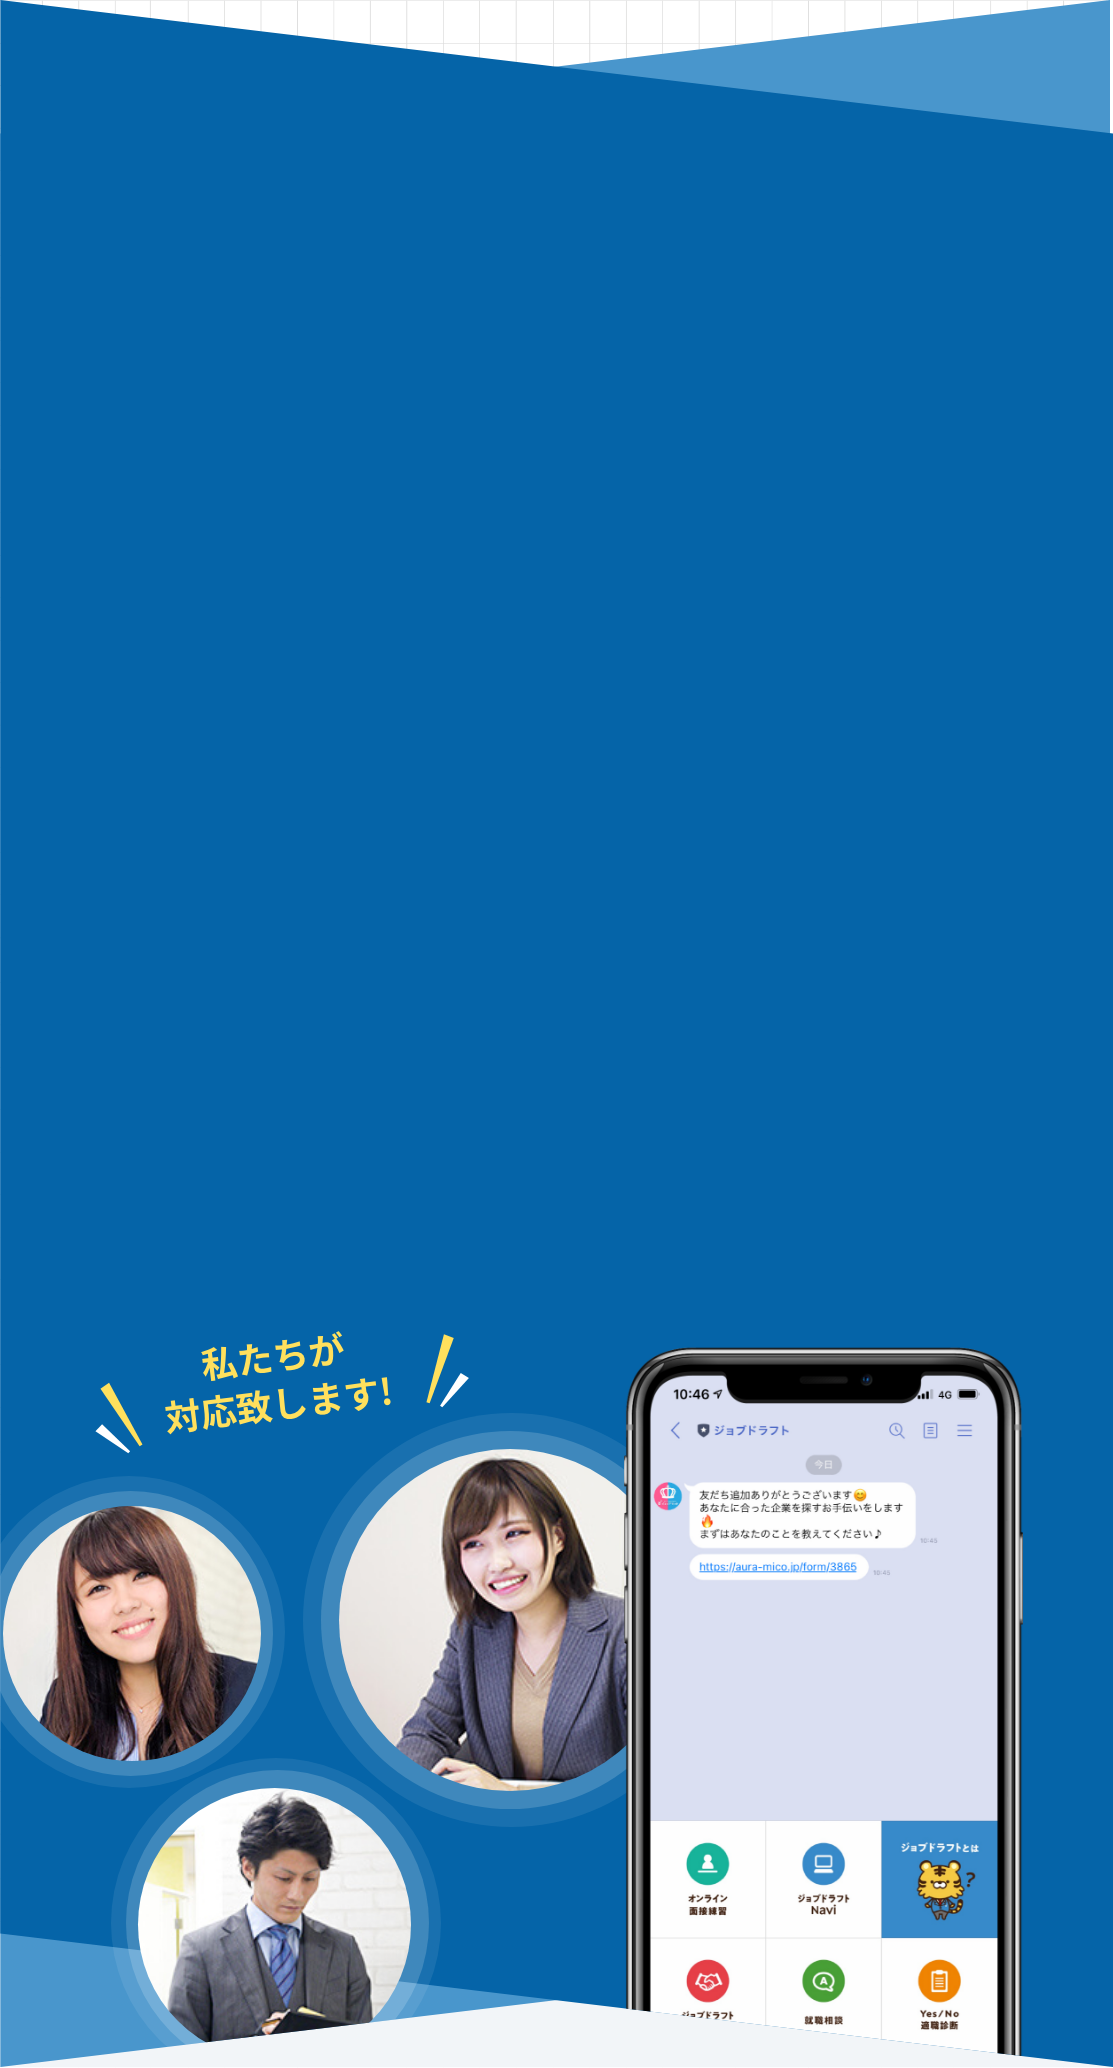 私たちが
対応致します!
10:46
4G
ジョブドラフト
今日
友だち追加ありがとうございます😊
あなたに合った企業を探すお手伝いをします
🔥
まずはあなたのことを教えてください♪
10:45
https://aura-mico.jp/form/3865
10:45
オンライン
面接練習
ジョブドラフト
Navi
ジョブドラフトとは
?
ジョブドラフト
A
就職相談
Yes/No
適職診断